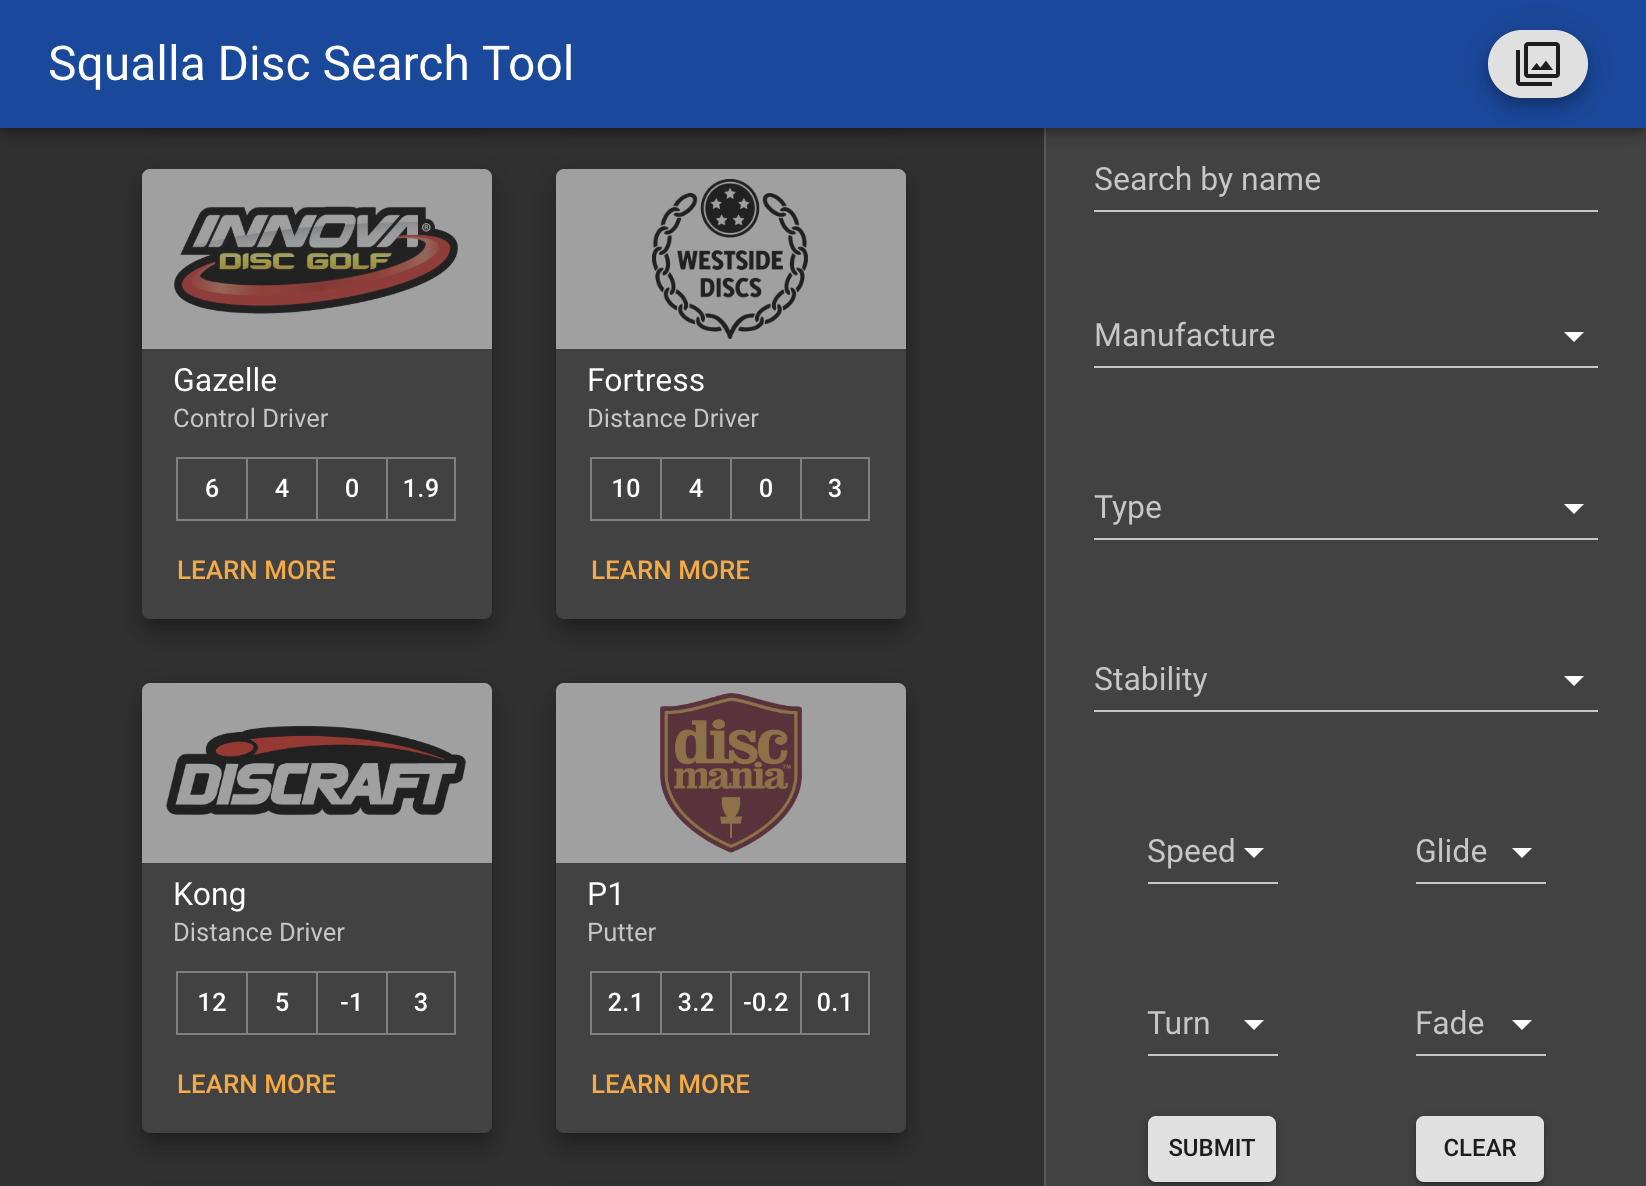 Squalla Disc Search Tool
INNOVA®
DISC GOLF
Gazelle
Control Driver
6 4 0 1.9
LEARN MORE
WESTSIDE
DISCS
Fortress
Distance Driver
10 4 0 3
LEARN MORE
DISCRAFT
Kong
Distance Driver
12 5 -1 3
LEARN MORE
disc
mania™
P1
Putter
2.1 3.2 -0.2 0.1
LEARN MORE
Search by name
Manufacture
Type
Stability
Speed Glide
Turn Fade
SUBMIT CLEAR